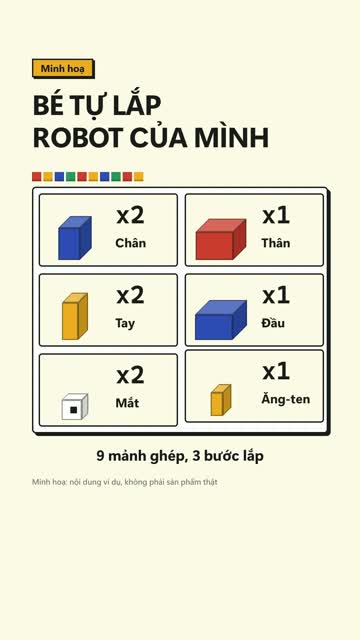 Minh hoạ
BÉ TỰ LẮP
ROBOT CỦA MÌNH
x2
Chân
x1
Thân
x2
Tay
x1
Đầu
x2
Mắt
x1
Ăng-ten
9 mảnh ghép, 3 bước lắp
Minh hoạ: nội dung ví dụ, không phải sản phẩm thật